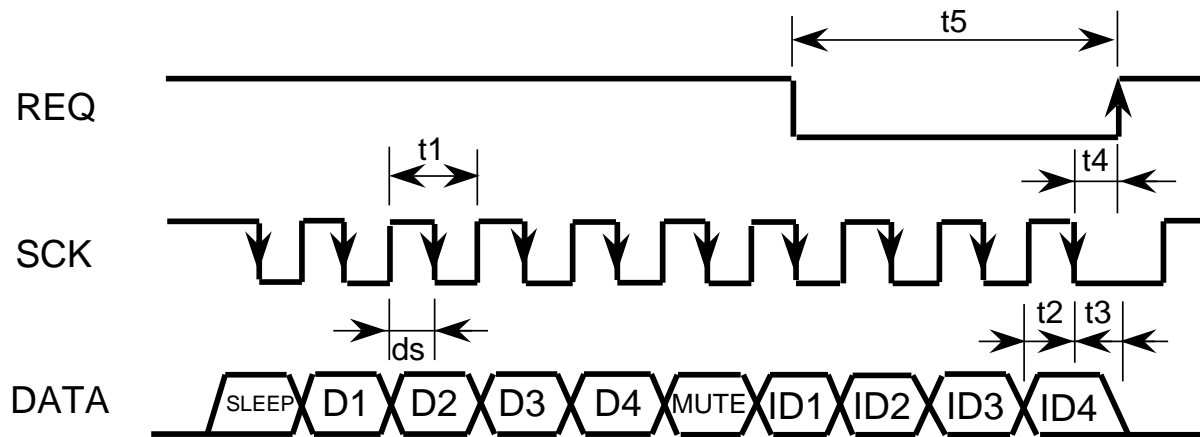 t5
REQ
t1
t4
SCK
t2 t3
ds
DATA SLEEP D1 D2 D3 D4 MUTE ID1 ID2 ID3 ID4